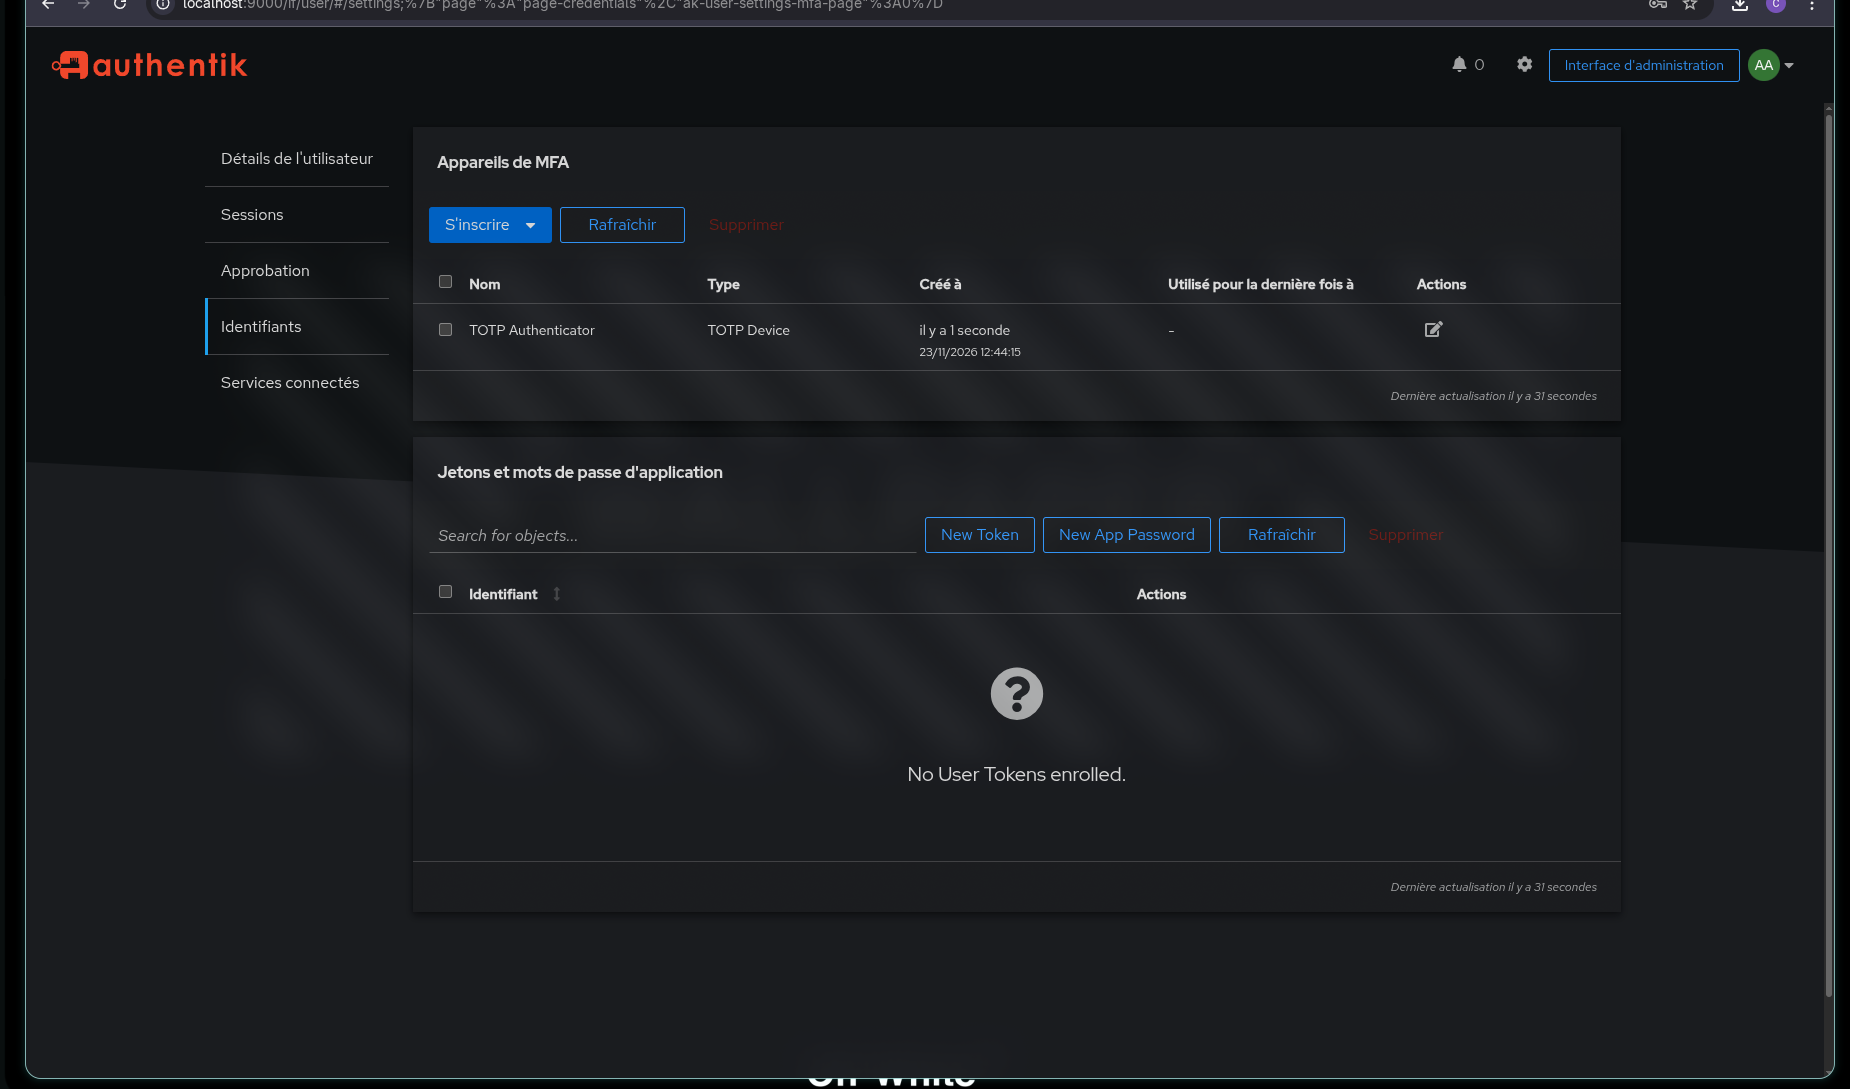 localhost:9000/if/user/#/settings;%7B"page"%3A"page-credentials"%2C"ak-user-settings-mfa-page"%3A0%7D
C
authentik
0
Interface d'administration
AA
Détails de l'utilisateur
Sessions
Approbation
Identifiants
Services connectés
Appareils de MFA
S'inscrire
Rafraîchir
Supprimer
Nom Type Créé à Utilisé pour la dernière fois à Actions
TOTP Authenticator TOTP Device il y a 1 seconde -
23/11/2026 12:44:15
Dernière actualisation il y a 31 secondes
Jetons et mots de passe d'application
Search for objects...
New Token
New App Password
Rafraîchir
Supprimer
Identifiant Actions
No User Tokens enrolled.
Dernière actualisation il y a 31 secondes